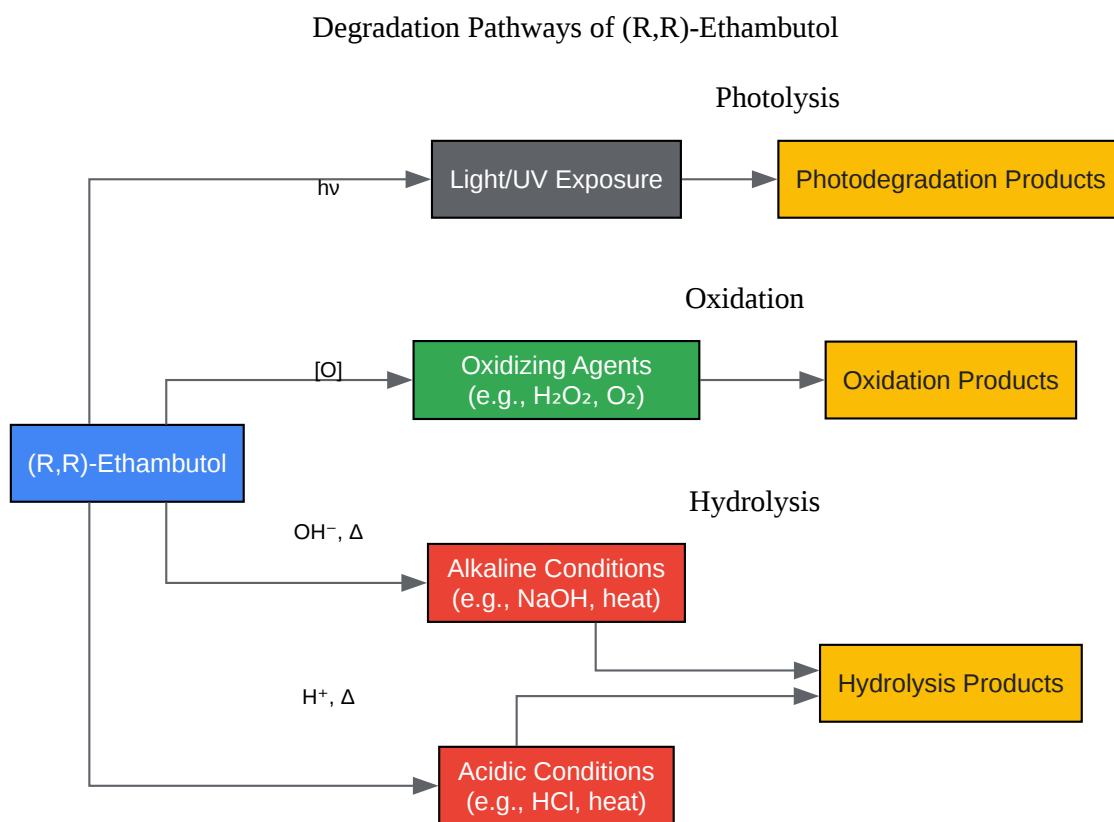 Degradation Pathways of (R,R)-Ethambutol
Photolysis
hν
Light/UV Exposure
Photodegradation Products
Oxidation
[O]
Oxidizing Agents
(e.g., H₂O₂, O₂)
Oxidation Products
(R,R)-Ethambutol
Hydrolysis
OH⁻, Δ
Alkaline Conditions
(e.g., NaOH, heat)
Hydrolysis Products
H⁺, Δ
Acidic Conditions
(e.g., HCl, heat)